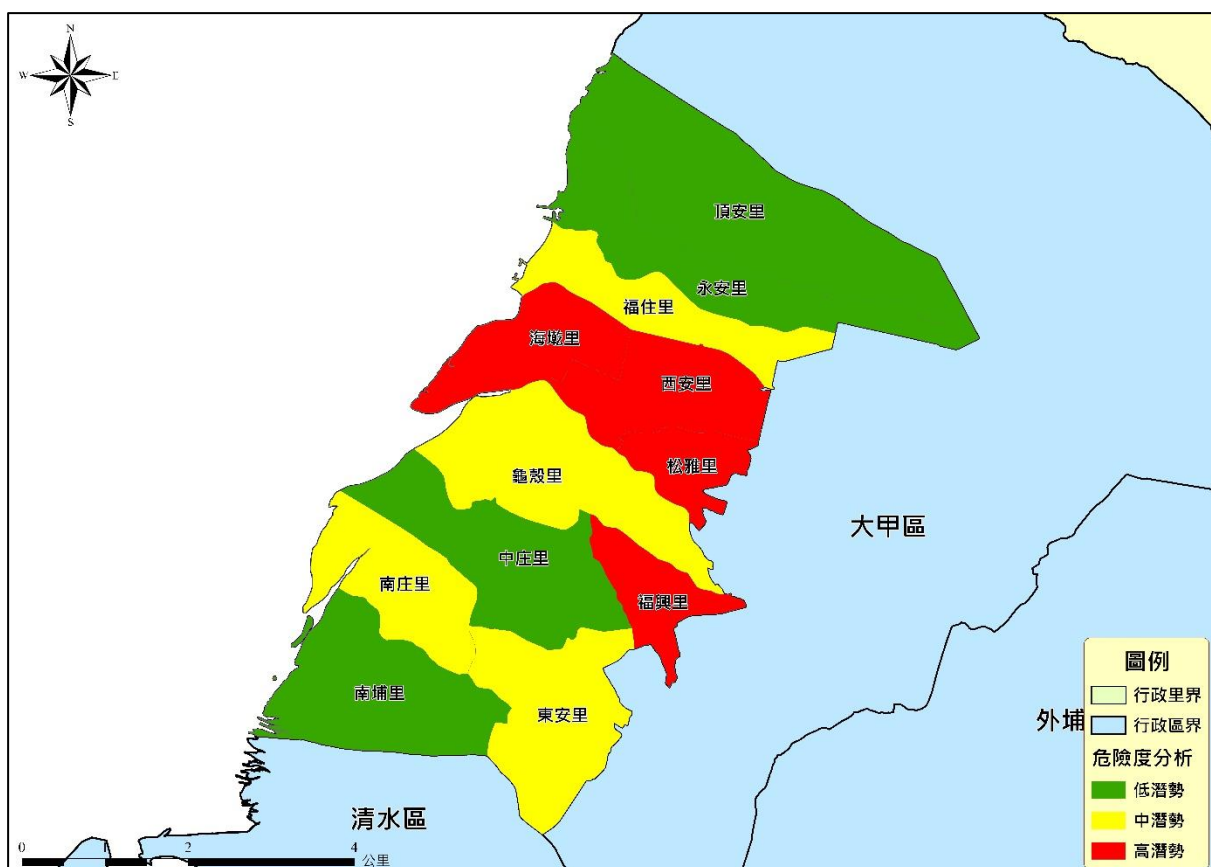 N
W E
S
頂安里
永安里
福住里
海墘里
西安里
松雅里
龜殼里
大甲區
中庄里
南庄里
福興里
南埔里
東安里
外埔
清水區
圖例
行政里界
行政區界
危險度分析
低潛勢
中潛勢
高潛勢
0 2 4
公里